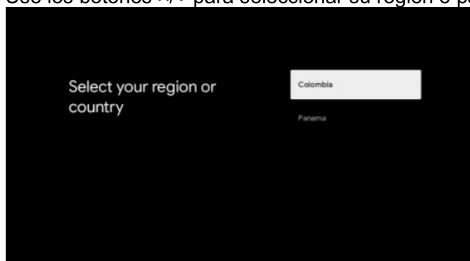 Use los botones para seleccionar su región o
Select your region or
country
Colombia
Panama